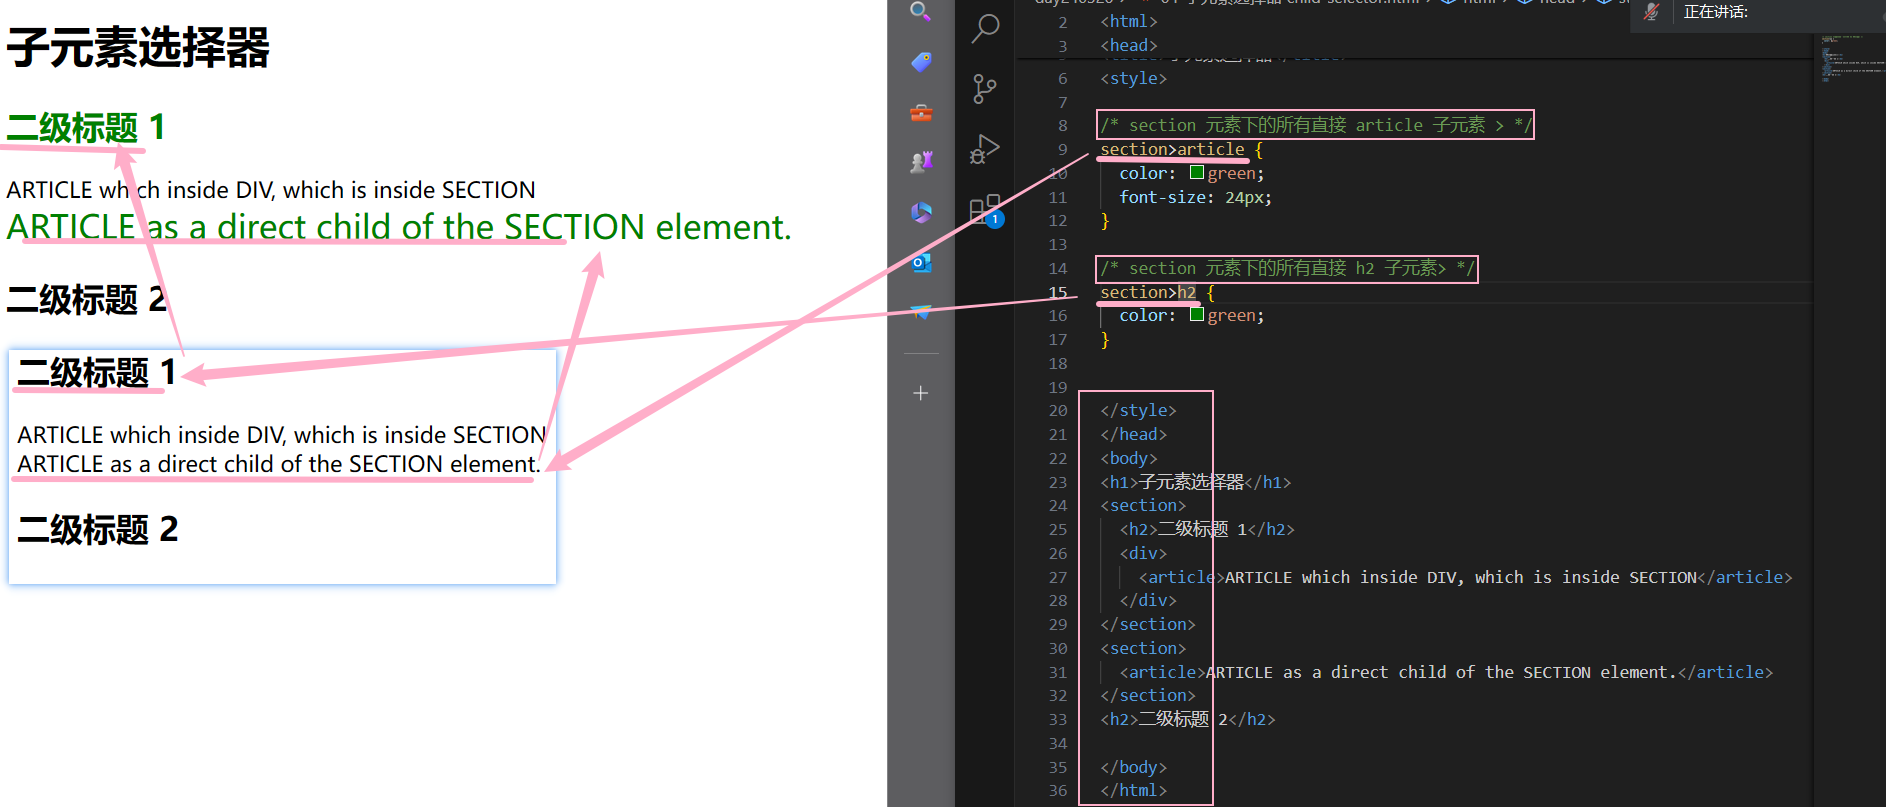 子元素选择器
二级标题 1
ARTICLE which inside DIV, which is inside SECTION
ARTICLE as a direct child of the SECTION element.
二级标题 2
二级标题 1
ARTICLE which inside DIV, which is inside SECTION
ARTICLE as a direct child of the SECTION element.
二级标题 2
1
正在讲话:
2 <html>
3 <head>
6 <style>
7
8 /* section 元素下的所有直接 article 子元素 > */
9 section>article {
10 color: green;
11 font-size: 24px;
12 }
13
14 /* section 元素下的所有直接 h2 子元素> */
15 section>h2 {
16 color: green;
17 }
18
19
20 </style>
21 </head>
22 <body>
23 <h1>子元素选择器</h1>
24 <section>
25 <h2>二级标题 1</h2>
26 <div>
27 <article>ARTICLE which inside DIV, which is inside SECTION</article>
28 </div>
29 </section>
30 <section>
31 <article>ARTICLE as a direct child of the SECTION element.</article>
32 </section>
33 <h2>二级标题 2</h2>
34
35 </body>
36 </html>